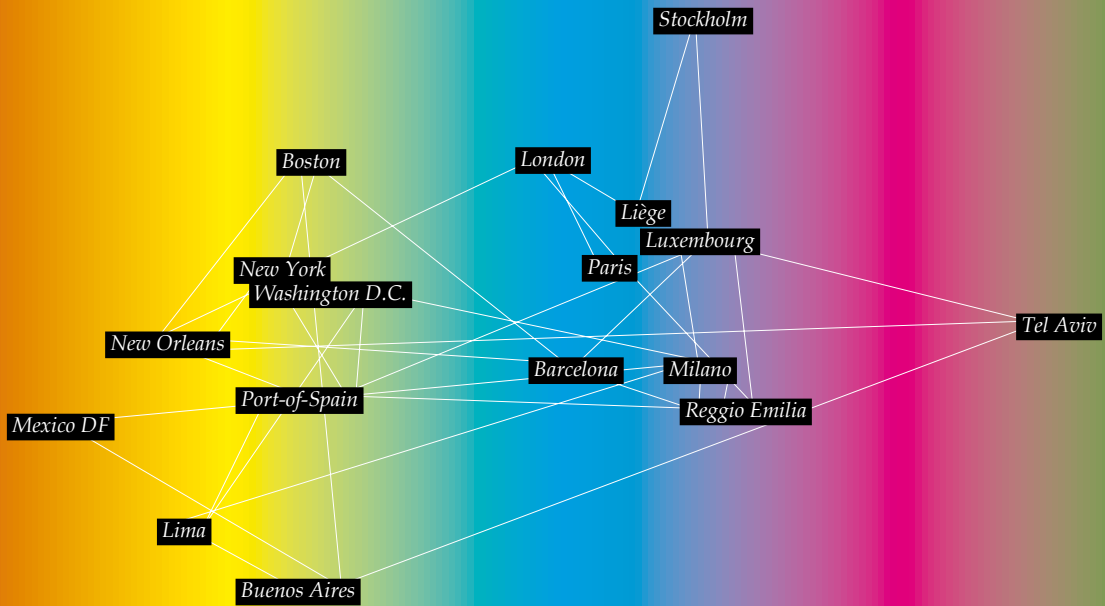 Stockholm
Boston
London
Liège
Luxembourg
New York
Paris
Washington D.C.
Tel Aviv
New Orleans
Barcelona
Milano
Port-of-Spain
Reggio Emilia
Mexico DF
Lima
Buenos Aires